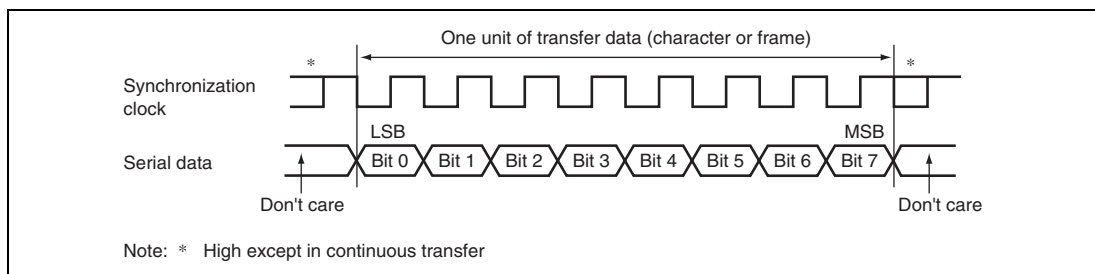 One unit of transfer data (character or frame)
* *
Synchronization
clock
LSB MSB
Serial data Bit 0 Bit 1 Bit 2 Bit 3 Bit 4 Bit 5 Bit 6 Bit 7
Don't care Don't care
Note: * High except in continuous transfer